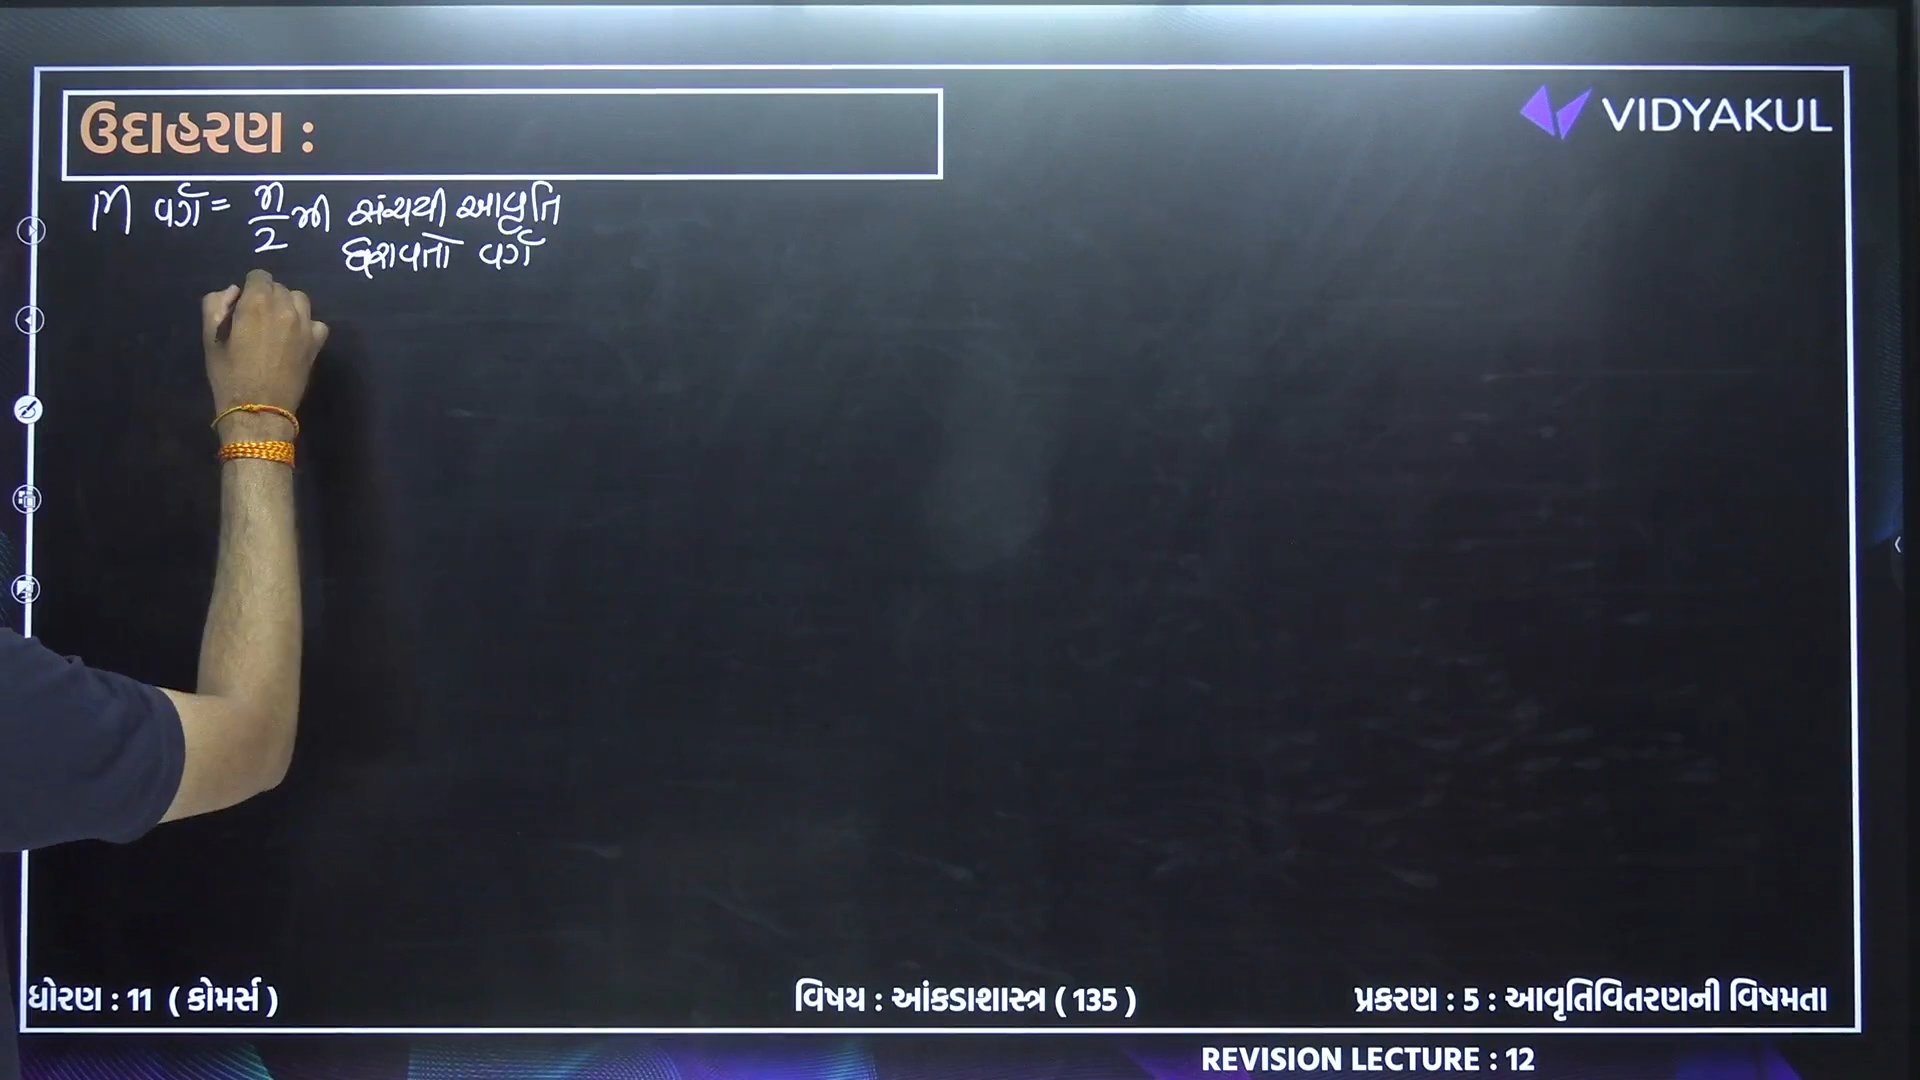 ઉદાહરણ :
VIDYAKUL
M વર્ગ = n/2 મી સંચયી આવૃતિ
ધરાવતો વર્ગ
ધોરણ : 11 ( કોમર્સ )
વિષય : આંકડાશાસ્ત્ર ( 135 )
પ્રકરણ : 5 : આવૃતિવિતરણની વિષમતા
REVISION LECTURE : 12